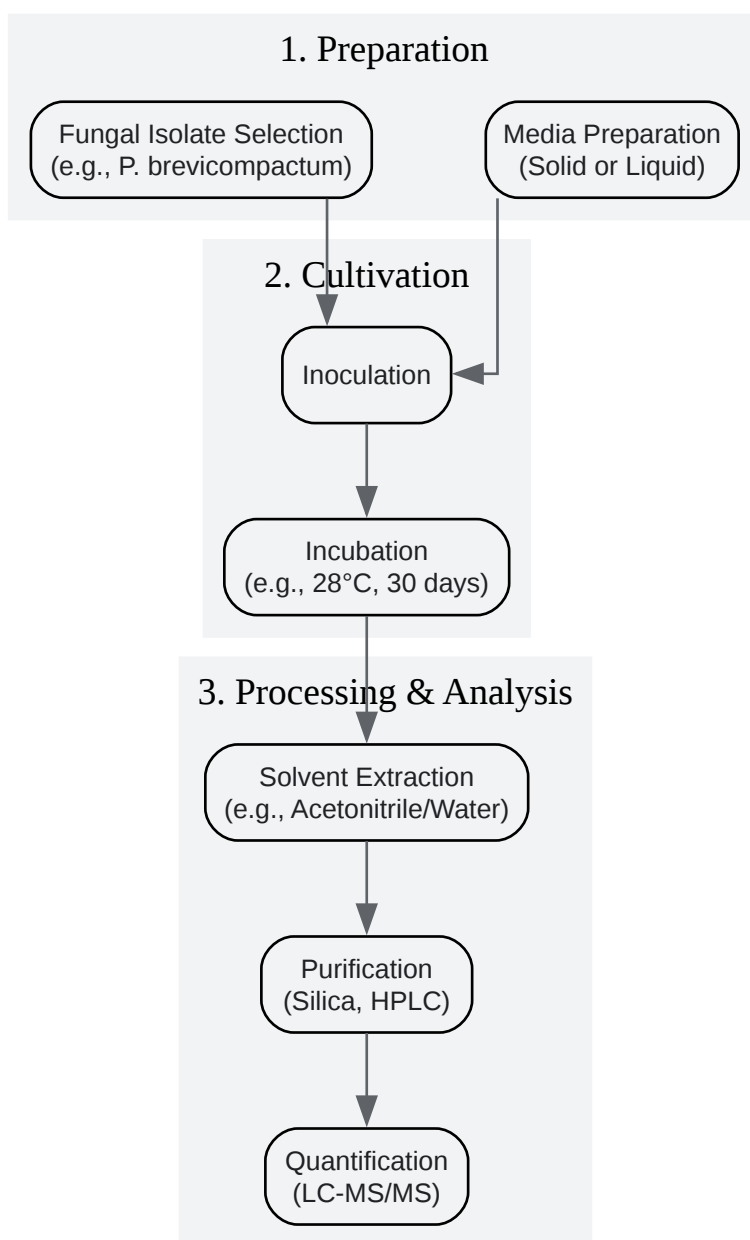 1. Preparation
Fungal Isolate Selection
(e.g., P. brevicompactum)
Media Preparation
(Solid or Liquid)
2. Cultivation
Inoculation
Incubation
(e.g., 28°C, 30 days)
3. Processing & Analysis
Solvent Extraction
(e.g., Acetonitrile/Water)
Purification
(Silica, HPLC)
Quantification
(LC-MS/MS)